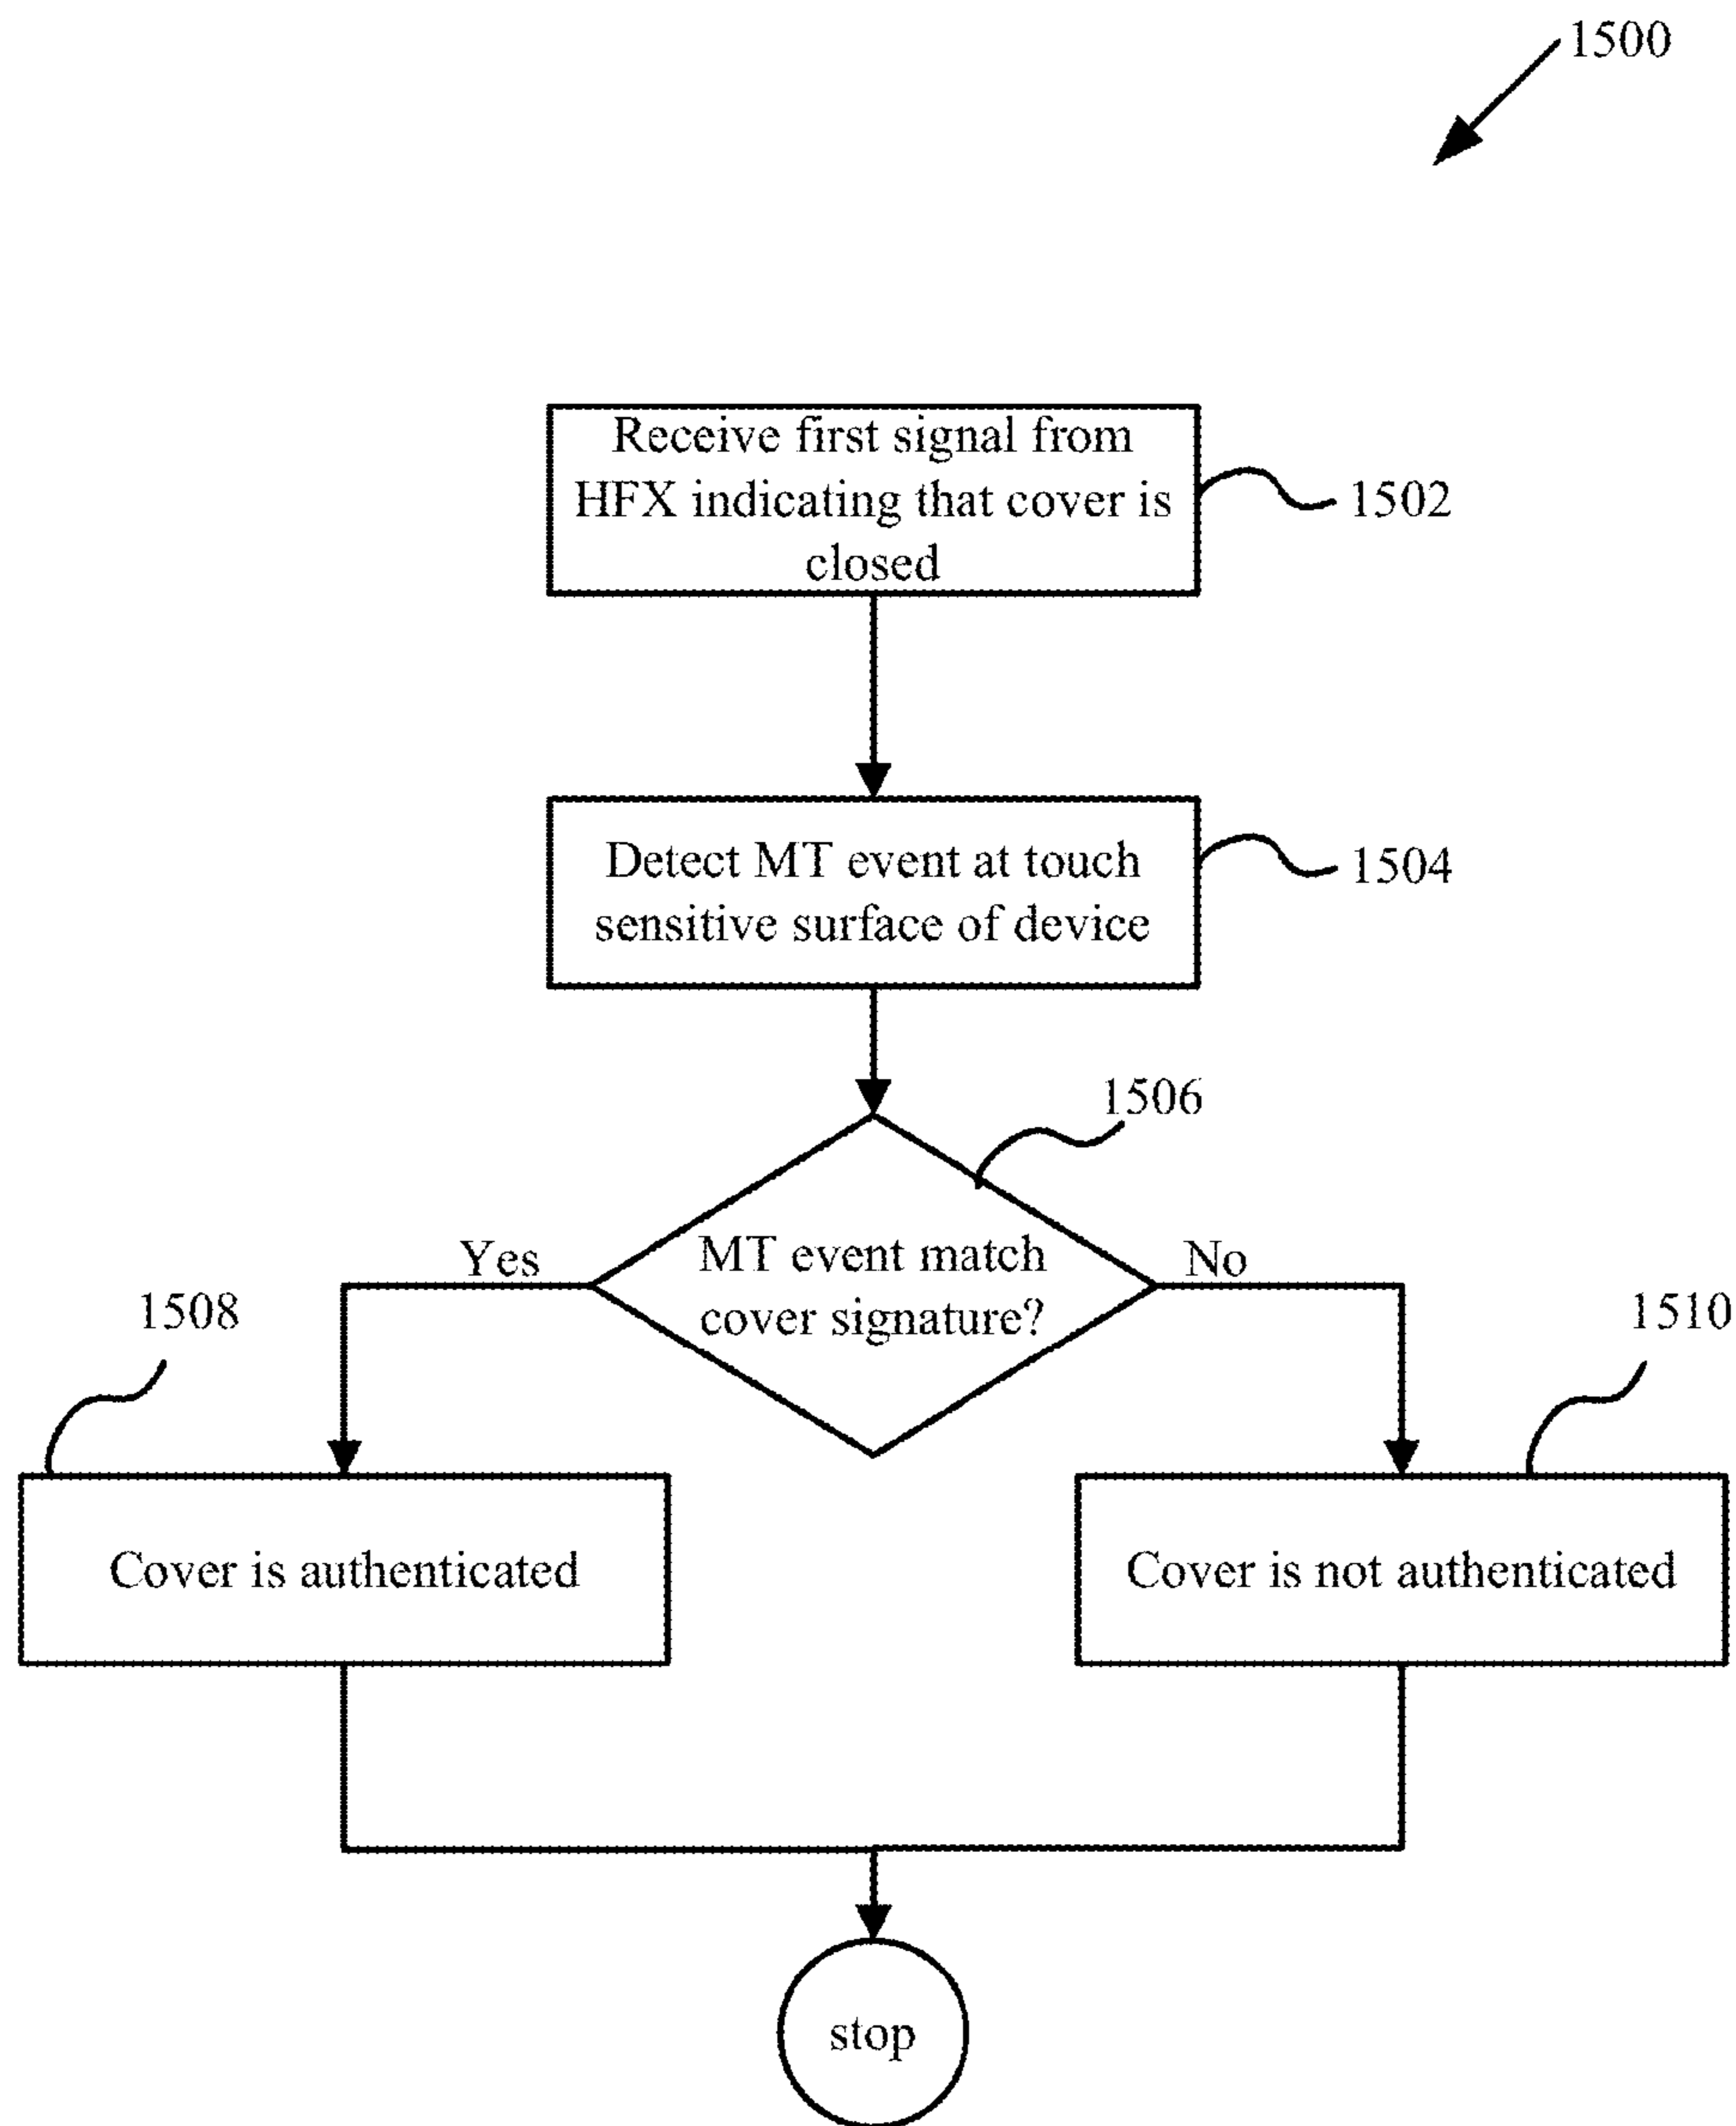 1500
Receive first signal from
HFX indicating that cover is
closed
1502
Detect MT event at touch
sensitive surface of device
1504
1506
Yes
MT event match
cover signature?
No
1508
1510
Cover is authenticated
Cover is not authenticated
stop